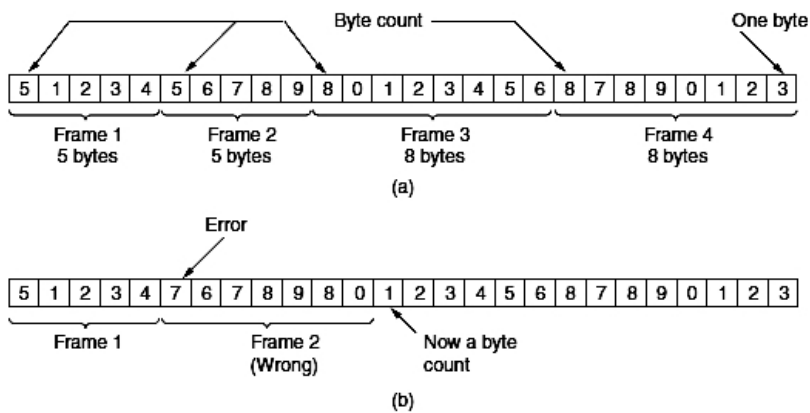 Byte count One byte
5 1 2 3 4 5 6 7 8 9 8 0 1 2 3 4 5 6 8 7 8 9 0 1 2 3
Frame 1 Frame 2 Frame 3 Frame 4
5 bytes 5 bytes 8 bytes 8 bytes
(a)
Error
5 1 2 3 4 7 6 7 8 9 8 0 1 2 3 4 5 6 8 7 8 9 0 1 2 3
Frame 1 Frame 2 Now a byte
(Wrong) count
(b)